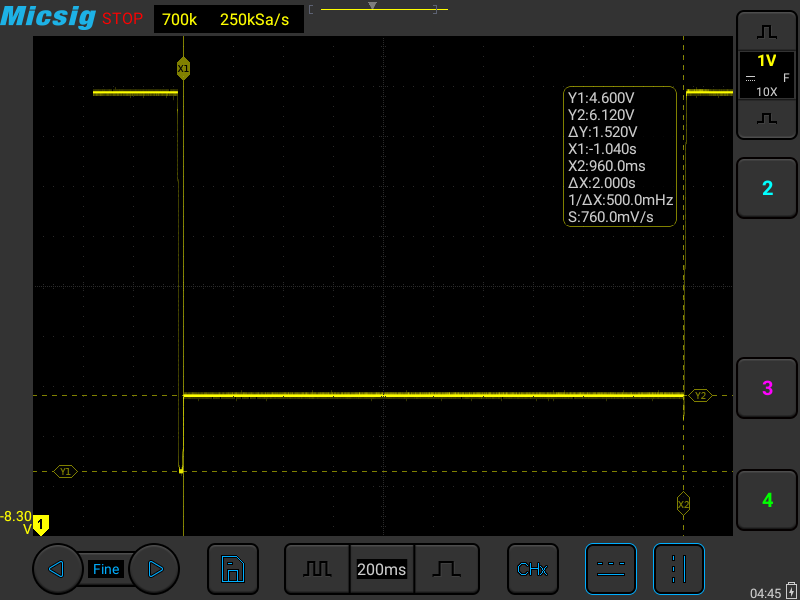 Micsig STOP 700k 250kSa/s
X1
1V
F
10X
Y1:4.600V
Y2:6.120V
ΔY:1.520V
X1:-1.040s
X2:960.0ms
ΔX:2.000s
1/ΔX:500.0mHz
S:760.0mV/s
2
3
Y2
Y1
X2
4
-8.30
V
1
Fine
200ms
CHx
04:45